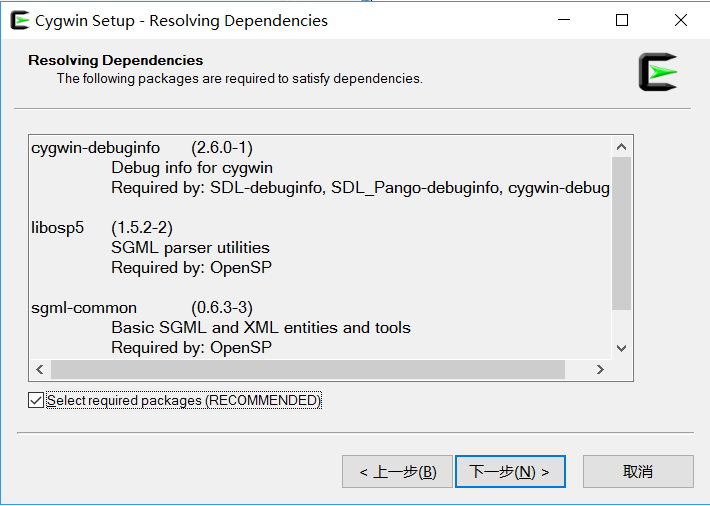 Cygwin Setup - Resolving Dependencies
Resolving Dependencies
The following packages are required to satisfy dependencies.
cygwin-debuginfo (2.6.0-1)
Debug info for cygwin
Required by: SDL-debuginfo, SDL_Pango-debuginfo, cygwin-debug
libosp5 (1.5.2-2)
SGML parser utilities
Required by: OpenSP
sgml-common (0.6.3-3)
Basic SGML and XML entities and tools
Required by: OpenSP
Select required packages (RECOMMENDED)
< 上一步(B) 下一步(N) > 取消